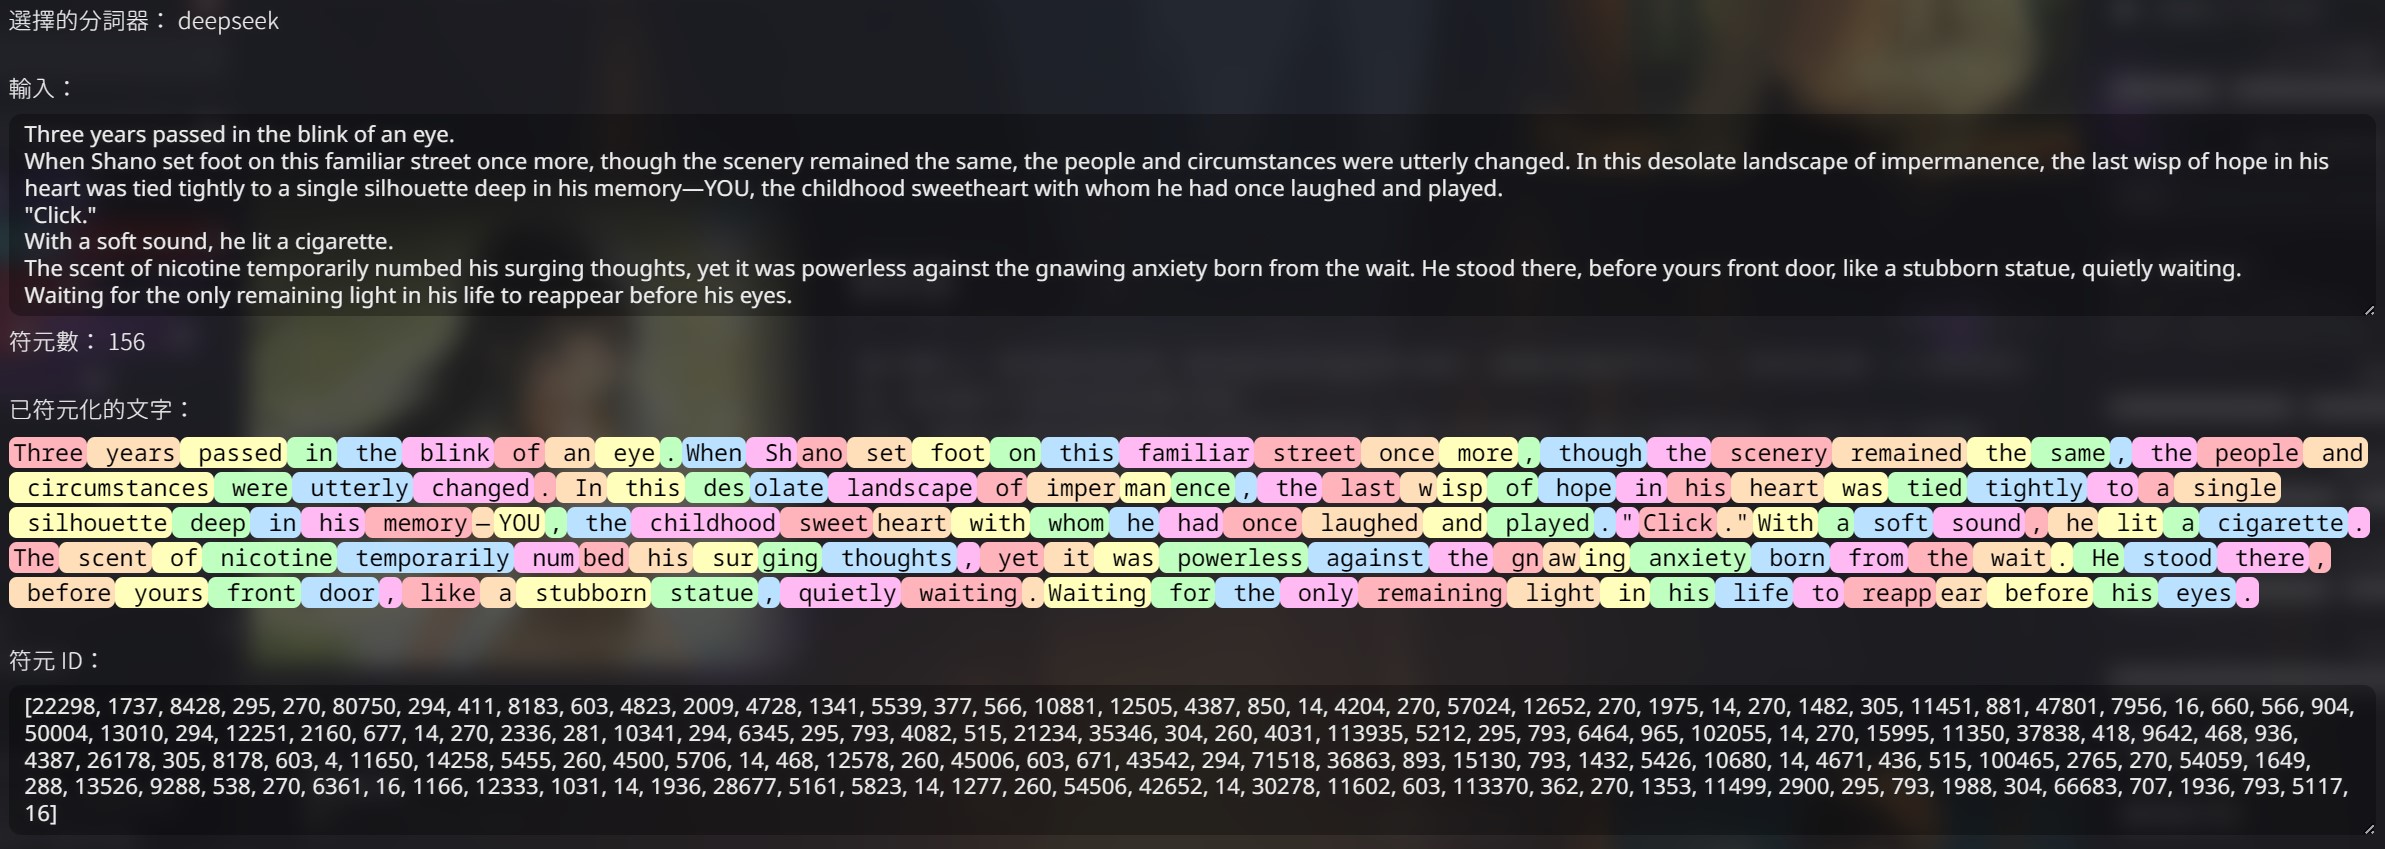 選擇的分詞器： deepseek
輸入：
Three years passed in the blink of an eye.
When Shano set foot on this familiar street once more, though the scenery remained the same, the people and circumstances were utterly changed. In this desolate landscape of impermanence, the last wisp of hope in his
heart was tied tightly to a single silhouette deep in his memory—YOU, the childhood sweetheart with whom he had once laughed and played.
"Click."
With a soft sound, he lit a cigarette.
The scent of nicotine temporarily numbed his surging thoughts, yet it was powerless against the gnawing anxiety born from the wait. He stood there, before yours front door, like a stubborn statue, quietly waiting.
Waiting for the only remaining light in his life to reappear before his eyes.
符元數： 156
已符元化的文字：
Three years passed in the blink of an eye.When Shano set foot on this familiar street once more, though the scenery remained the same, the people and
circumstances were utterly changed. In this desolate landscape of impermanence, the last wisp of hope in his heart was tied tightly to a single
silhouette deep in his memory—YOU, the childhood sweetheart with whom he had once laughed and played."Click."With a soft sound, he lit a cigarette.
The scent of nicotine temporarily numbed his surging thoughts, yet it was powerless against the gnawing anxiety born from the wait. He stood there,
before yours front door, like a stubborn statue, quietly waiting.Waiting for the only remaining light in his life to reappear before his eyes.
符元 ID：
[22298, 1737, 8428, 295, 270, 80750, 294, 411, 8183, 603, 4823, 2009, 4728, 1341, 5539, 377, 566, 10881, 12505, 4387, 850, 14, 4204, 270, 57024, 12652, 270, 1975, 14, 270, 1482, 305, 11451, 881, 47801, 7956, 16, 660, 566, 904,
50004, 13010, 294, 12251, 2160, 677, 14, 270, 2336, 281, 10341, 294, 6345, 295, 793, 4082, 515, 21234, 35346, 304, 260, 4031, 113935, 5212, 295, 793, 6464, 965, 102055, 14, 270, 15995, 11350, 37838, 418, 9642, 468, 936,
4387, 26178, 305, 8178, 603, 4, 11650, 14258, 5455, 260, 4500, 5706, 14, 468, 12578, 260, 45006, 603, 671, 43542, 294, 71518, 36863, 893, 15130, 793, 1432, 5426, 10680, 14, 4671, 436, 515, 100465, 2765, 270, 54059, 1649,
288, 13526, 9288, 538, 270, 6361, 16, 1166, 12333, 1031, 14, 1936, 28677, 5161, 5823, 14, 1277, 260, 54506, 42652, 14, 30278, 11602, 603, 113370, 362, 270, 1353, 11499, 2900, 295, 793, 1988, 304, 66683, 707, 1936, 793, 5117,
16]